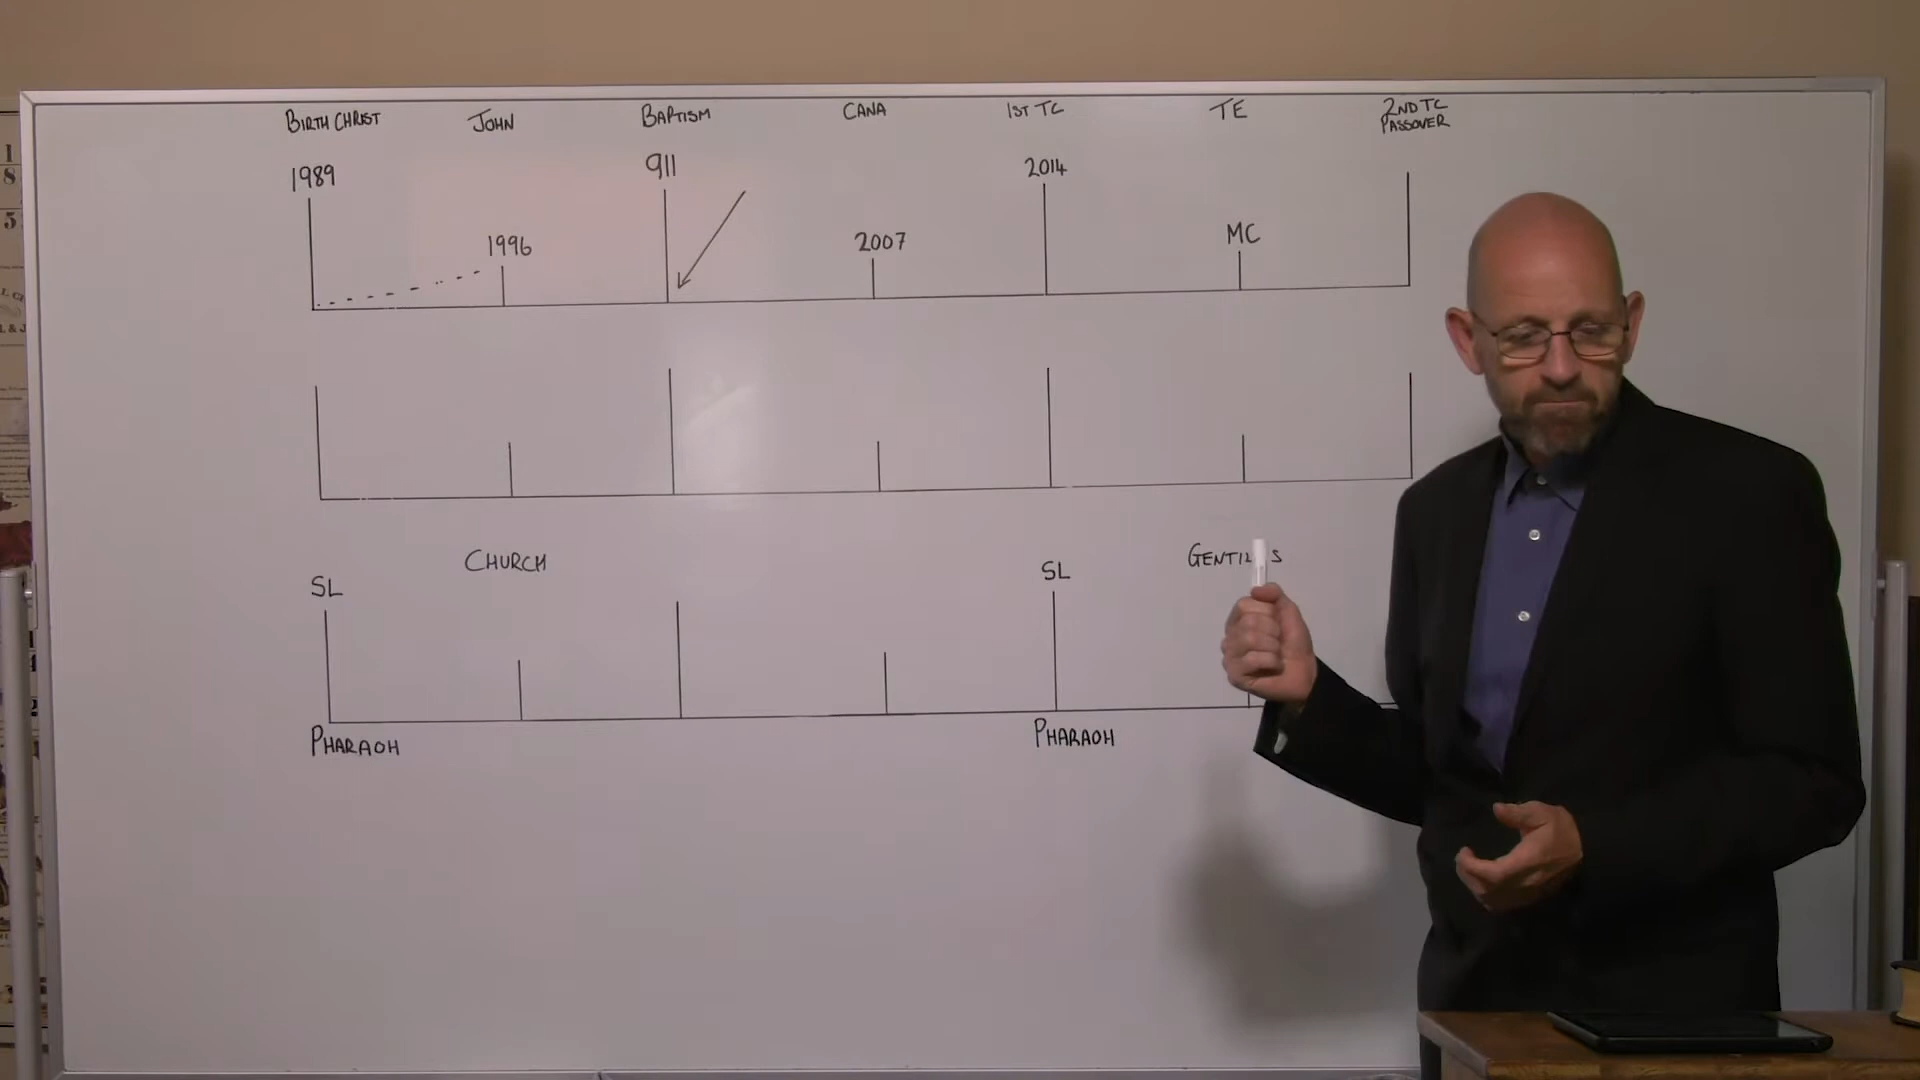 BIRTH CHRIST JOHN BAPTISM CANA 1ST TC TE 2ND TC
PASSOVER
1989 911 2014
1996 2007 MC
CHURCH
SL SL
PHARAOH PHARAOH